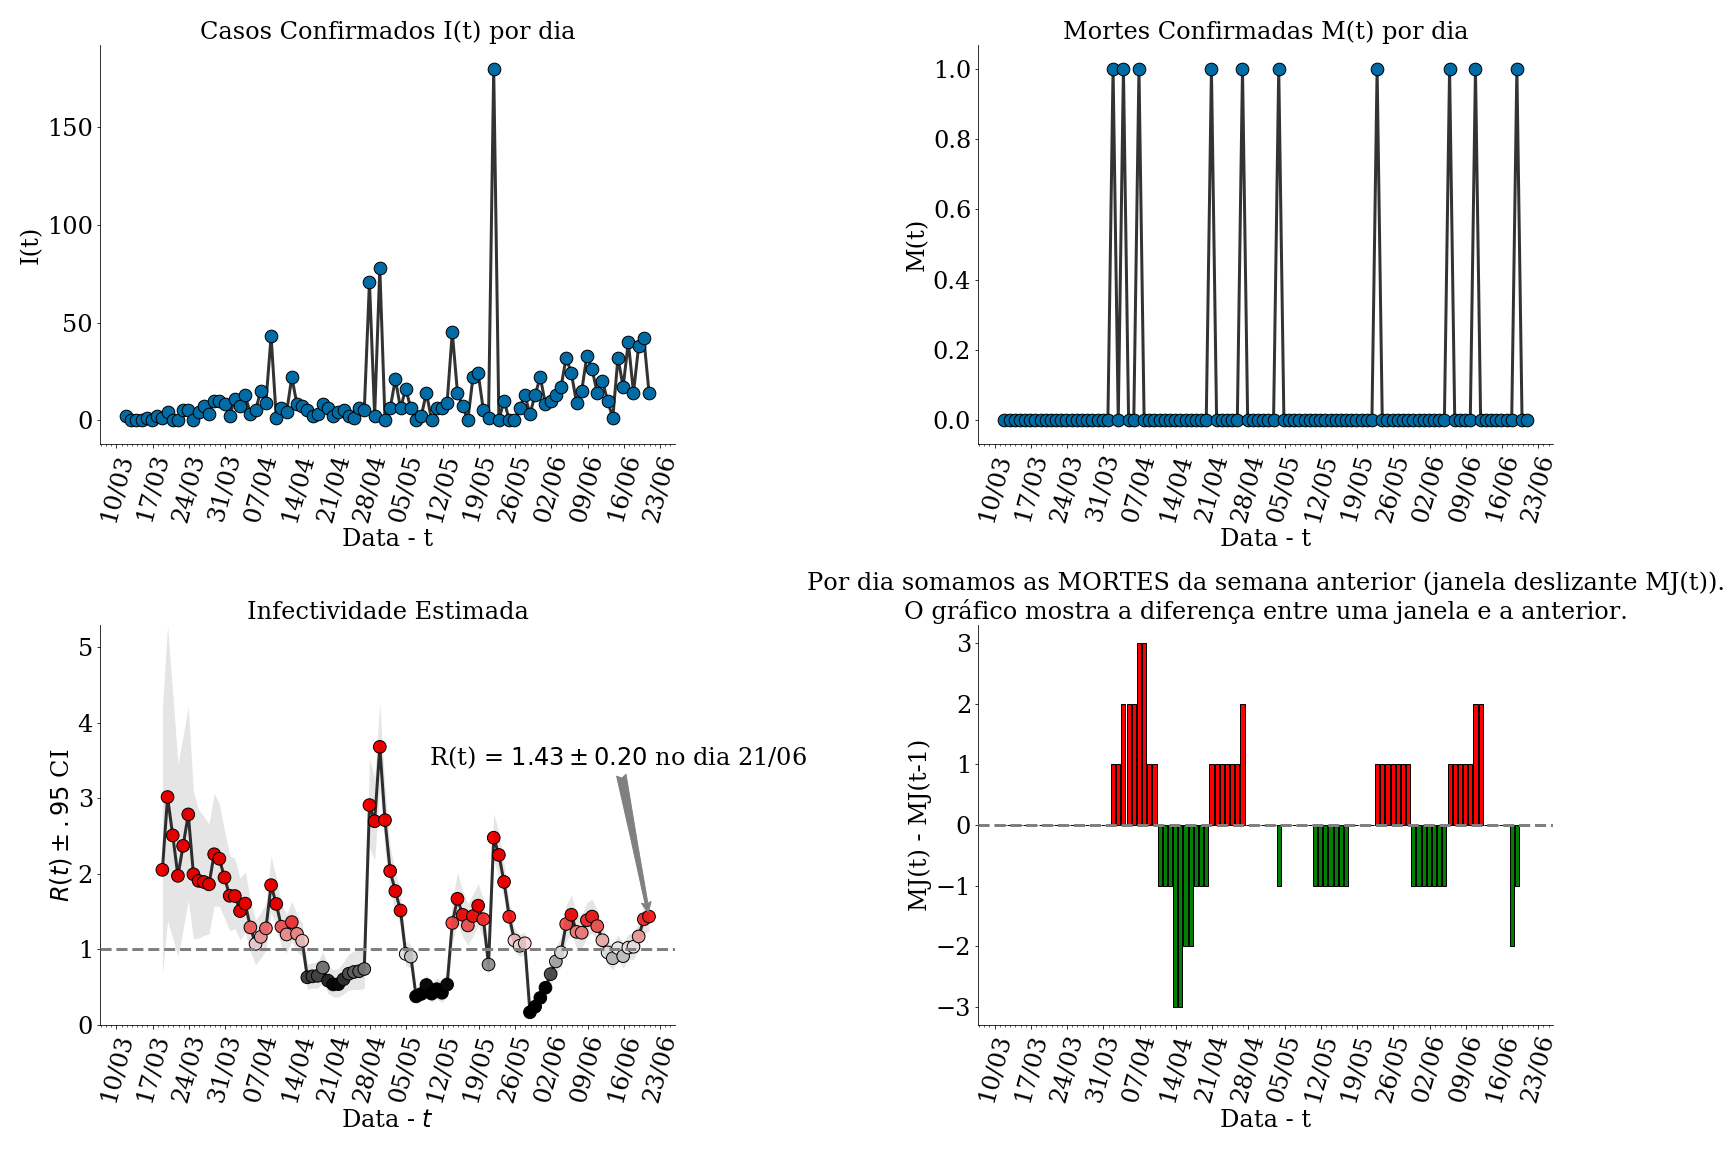 Casos Confirmados I(t) por dia
I(t)
150
100
50
0
10/03 17/03 24/03 31/03 07/04 14/04 21/04 28/04 05/05 12/05 19/05 26/05 02/06 09/06 16/06 23/06
Data - t
Mortes Confirmadas M(t) por dia
M(t)
1.0
0.8
0.6
0.4
0.2
0.0
10/03 17/03 24/03 31/03 07/04 14/04 21/04 28/04 05/05 12/05 19/05 26/05 02/06 09/06 16/06 23/06
Data - t
Infectividade Estimada
R(t) ± .95 CI
5
4
3
2
1
0
R(t) = 1.43 ± 0.20 no dia 21/06
10/03 17/03 24/03 31/03 07/04 14/04 21/04 28/04 05/05 12/05 19/05 26/05 02/06 09/06 16/06 23/06
Data - t
Por dia somamos as MORTES da semana anterior (janela deslizante MJ(t)).
O gráfico mostra a diferença entre uma janela e a anterior.
MJ(t) - MJ(t-1)
3
2
1
0
−1
−2
−3
10/03 17/03 24/03 31/03 07/04 14/04 21/04 28/04 05/05 12/05 19/05 26/05 02/06 09/06 16/06 23/06
Data - t